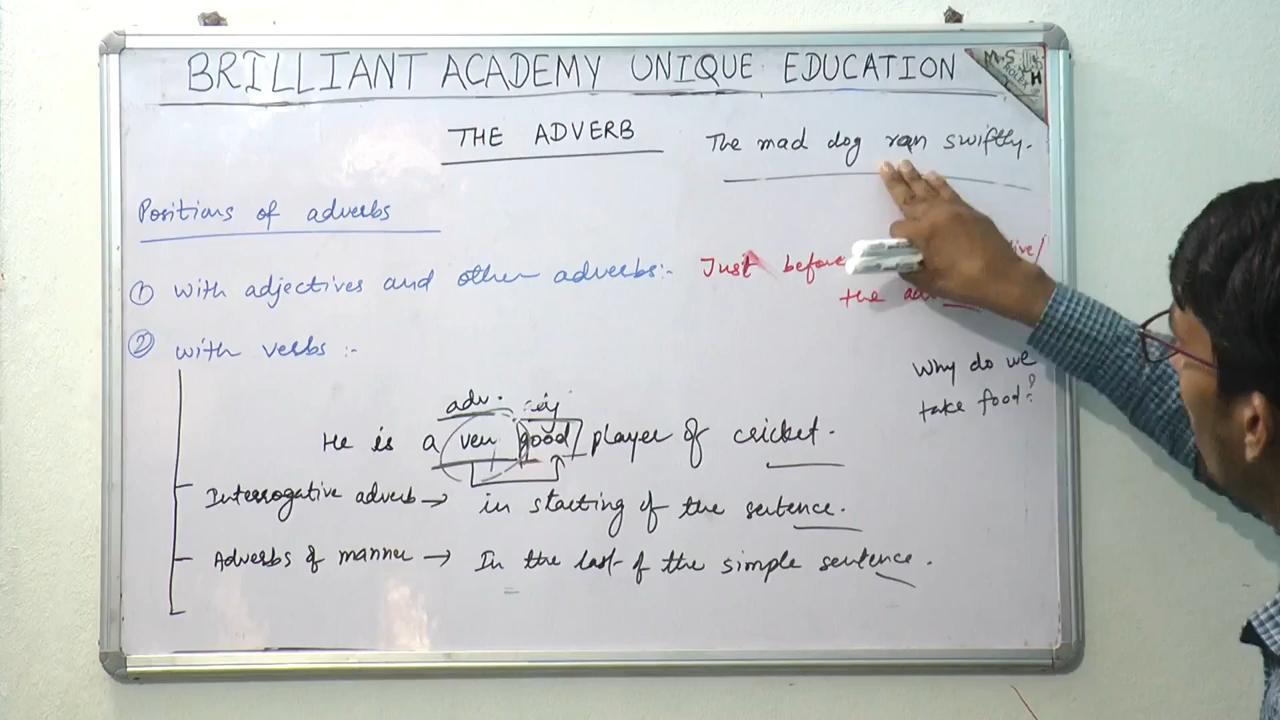 BRILLIANT ACADEMY UNIQUE EDUCATION
M.S
THE ADVERB
The mad dog ran swiftly.
Positions of adverbs
① with adjectives and other adverbs:-
Just before
the
② with verbs :-
Why do we
take food?
adv.
He is a very good player of cricket.
Interrogative adverb → in starting of the sentence.
Adverbs of manner → In the last of the simple sentence.